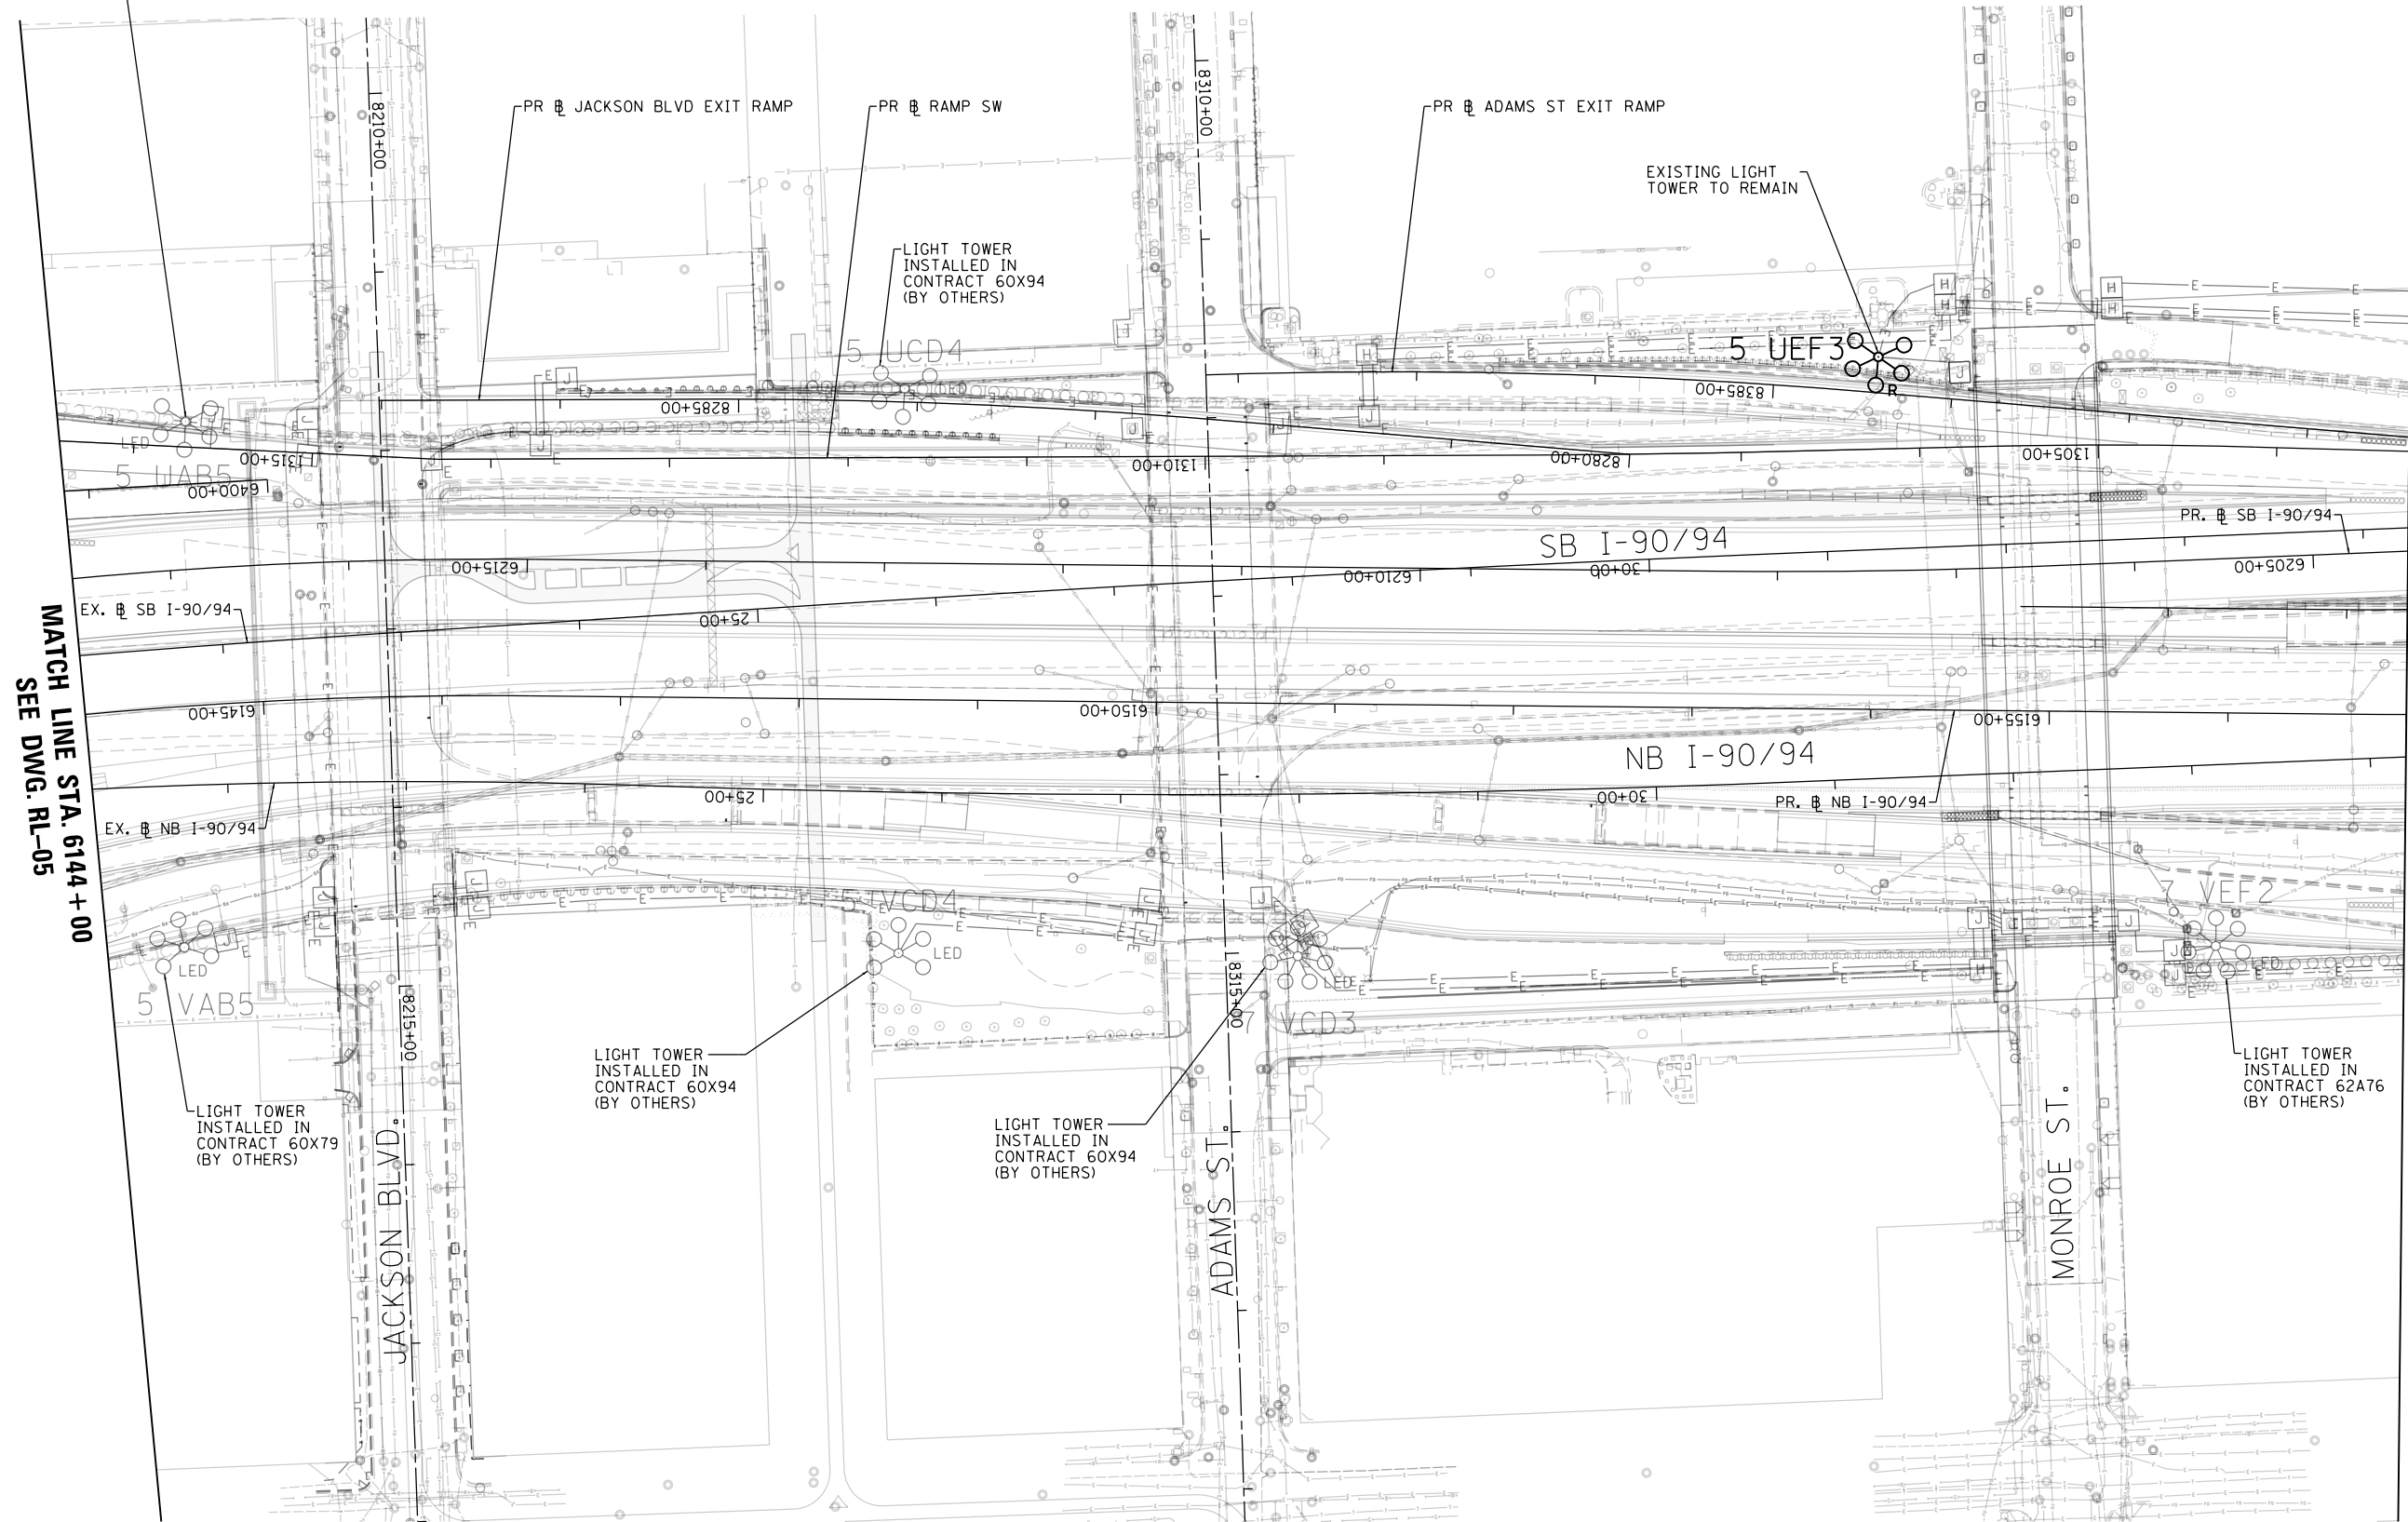 8210+00
PR ⅊ JACKSON BLVD EXIT RAMP
PR ⅊ RAMP SW
8310+00
PR ⅊ ADAMS ST EXIT RAMP
EXISTING LIGHT
TOWER TO REMAIN
LIGHT TOWER
INSTALLED IN
CONTRACT 60X94
(BY OTHERS)
5 UCD4
5 UEF3
R
8285+00
8385+00
LED
5 UAB5
1315+00
1310+00
8280+00
1305+00
6400+00
SB I-90/94
PR. ⅊ SB I-90/94
6215+00
6210+00
30+00
6205+00
EX. ⅊ SB I-90/94
25+00
MATCH LINE STA. 6144+00
SEE DWG. RL-05
6145+00
6150+00
6155+00
NB I-90/94
25+00
30+00
PR. ⅊ NB I-90/94
EX. ⅊ NB I-90/94
5 VCD4
7 VEF2
LED
LED
LED
LED
5 VAB5
7 VCD3
8215+00
8315+00
LIGHT TOWER
INSTALLED IN
CONTRACT 60X94
(BY OTHERS)
LIGHT TOWER
INSTALLED IN
CONTRACT 62A76
(BY OTHERS)
LIGHT TOWER
INSTALLED IN
CONTRACT 60X79
(BY OTHERS)
LIGHT TOWER
INSTALLED IN
CONTRACT 60X94
(BY OTHERS)
JACKSON BLVD.
ADAMS ST.
MONROE ST.